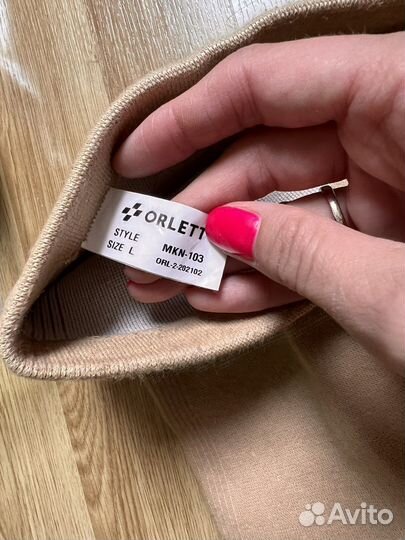 ORLETT
STYLE MKN-103
SIZE L ORL-2-202102
Avito